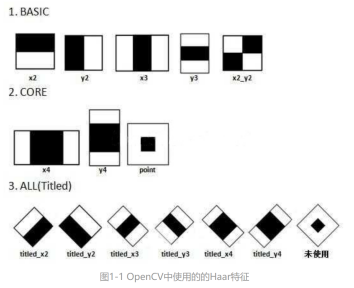 1. BASIC
x2 y2 x3 y3 x2_y2
2. CORE
x4 y4 point
3. ALL(Titled)
titled_x2 titled_y2 titled_x3 titled_y3 titled_x4 titled_y4 未使用
图1-1 OpenCV中使用的的Haar特征